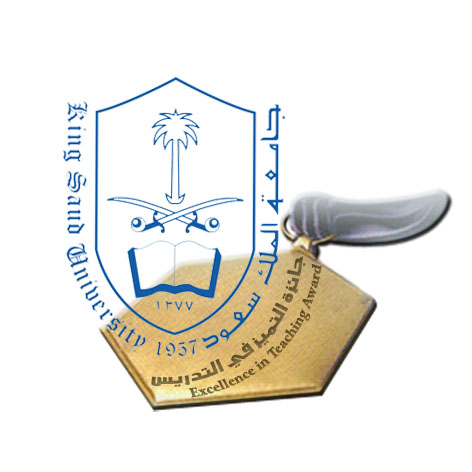 King Saud University 1957
جامعة الملك سعود
١٣٧٧
جائزة التميز في التدريس
Excellence in Teaching Award